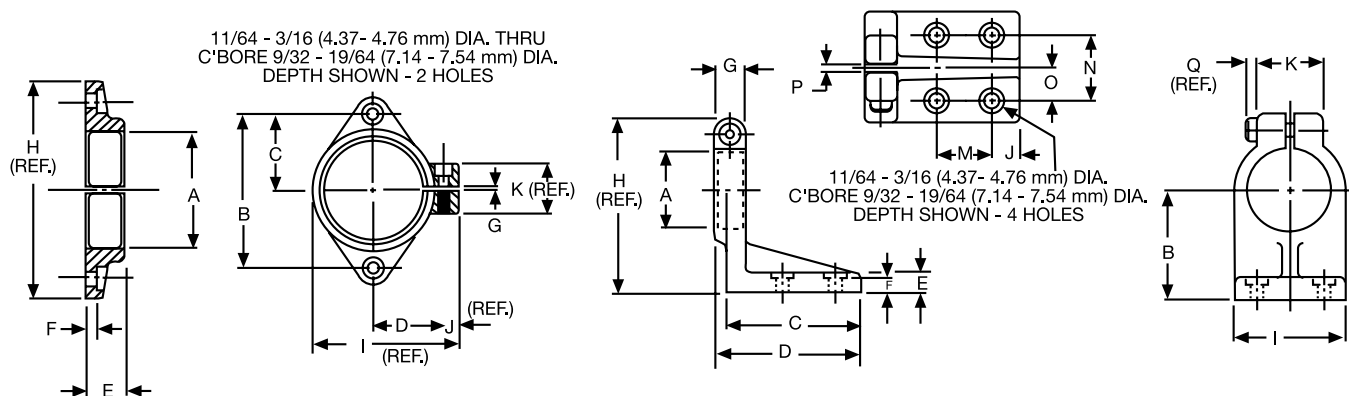 11/64 - 3/16 (4.37- 4.76 mm) DIA. THRU
C'BORE 9/32 - 19/64 (7.14 - 7.54 mm) DIA.
DEPTH SHOWN - 2 HOLES
H
(REF.)
A
F
E
C
B
K (REF.)
G
D
J
(REF.)
I
(REF.)
G
H
(REF.)
A
F
E
C
D
P
N
O
M
J
11/64 - 3/16 (4.37- 4.76 mm) DIA.
C'BORE 9/32 - 19/64 (7.14 - 7.54 mm) DIA.
DEPTH SHOWN - 4 HOLES
Q
(REF.)
K
B
I